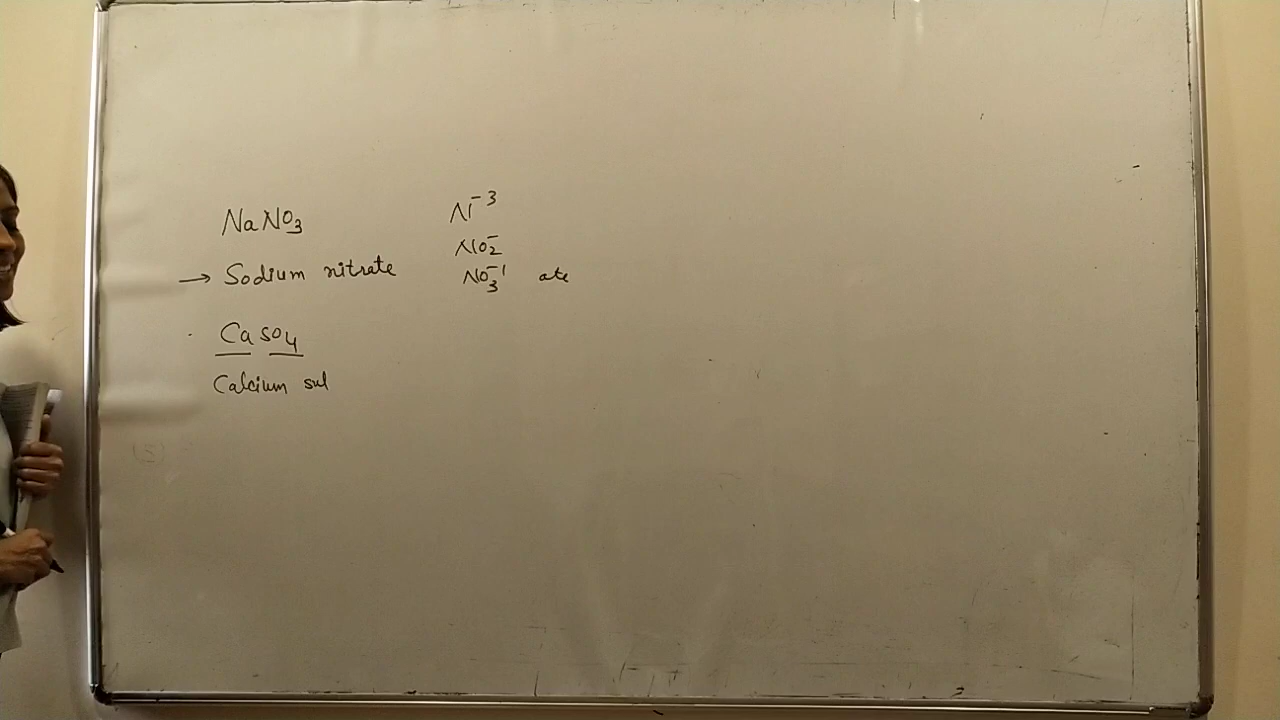 NaNO3
N-3
NO2-
→ Sodium nitrate
NO3-1 ate
CaSO4
Calcium sul